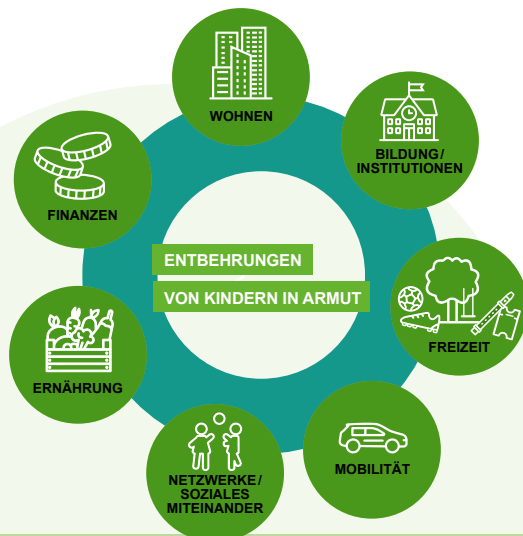 WOHNEN
BILDUNG/
INSTITUTIONEN
FINANZEN
ENTBEHRUNGEN
VON KINDERN IN ARMUT
FREIZEIT
ERNÄHRUNG
MOBILITÄT
NETZWERKE/
SOZIALES
MITEINANDER